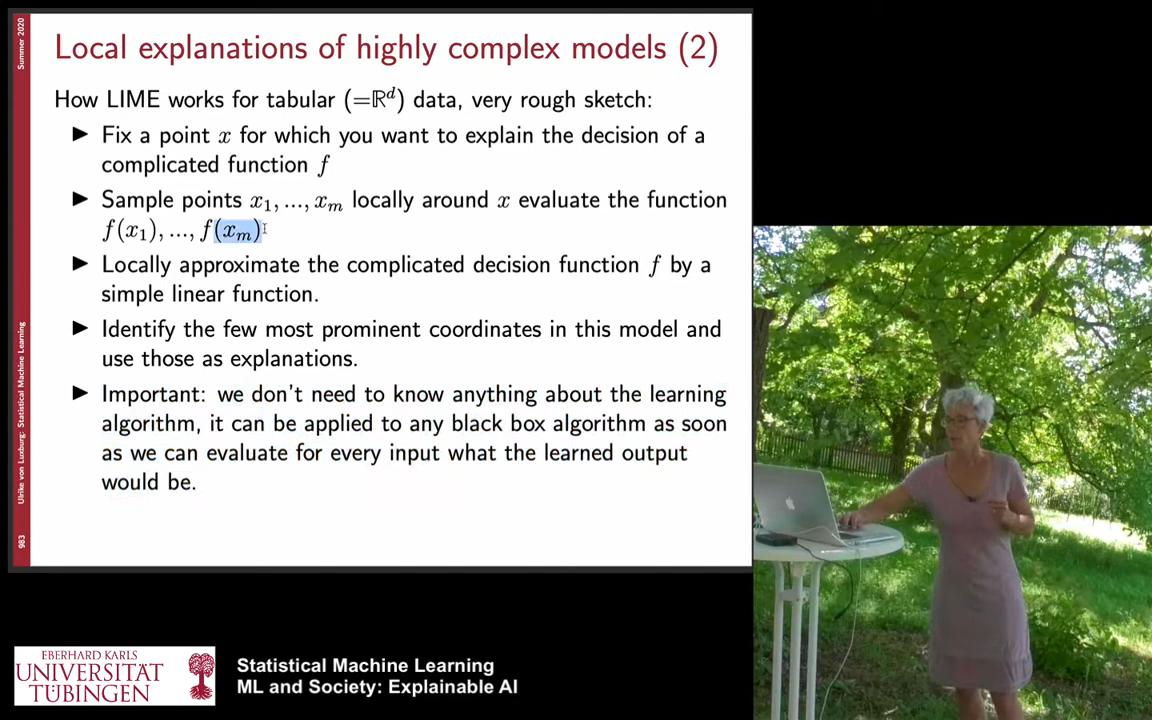 Summer 2020
Local explanations of highly complex models (2)
How LIME works for tabular (=ℝᵈ) data, very rough sketch:
▶ Fix a point x for which you want to explain the decision of a
complicated function f
▶ Sample points x₁, ..., xₘ locally around x evaluate the function
f(x₁), ..., f(xₘ)
▶ Locally approximate the complicated decision function f by a
simple linear function.
▶ Identify the few most prominent coordinates in this model and
use those as explanations.
▶ Important: we don't need to know anything about the learning
algorithm, it can be applied to any black box algorithm as soon
as we can evaluate for every input what the learned output
would be.
Ulrike von Luxburg: Statistical Machine Learning
983
EBERHARD KARLS
UNIVERSITÄT
TÜBINGEN
Statistical Machine Learning
ML and Society: Explainable AI